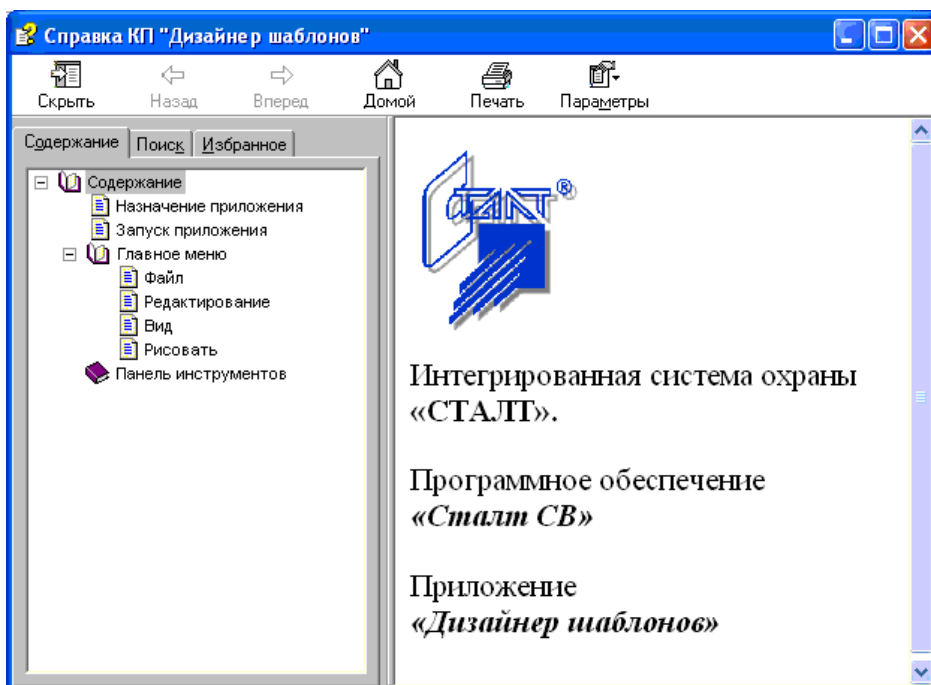 Справка КП "Дизайнер шаблонов"
Скрыть Назад Вперед Домой Печать Параметры
Содержание Поиск Избранное
Содержание
Назначение приложения
Запуск приложения
Главное меню
Файл
Редактирование
Вид
Рисовать
Панель инструментов
СТАЛТ ®
Интегрированная система охраны
«СТАЛТ».
Программное обеспечение
«Сталт СВ»
Приложение
«Дизайнер шаблонов»